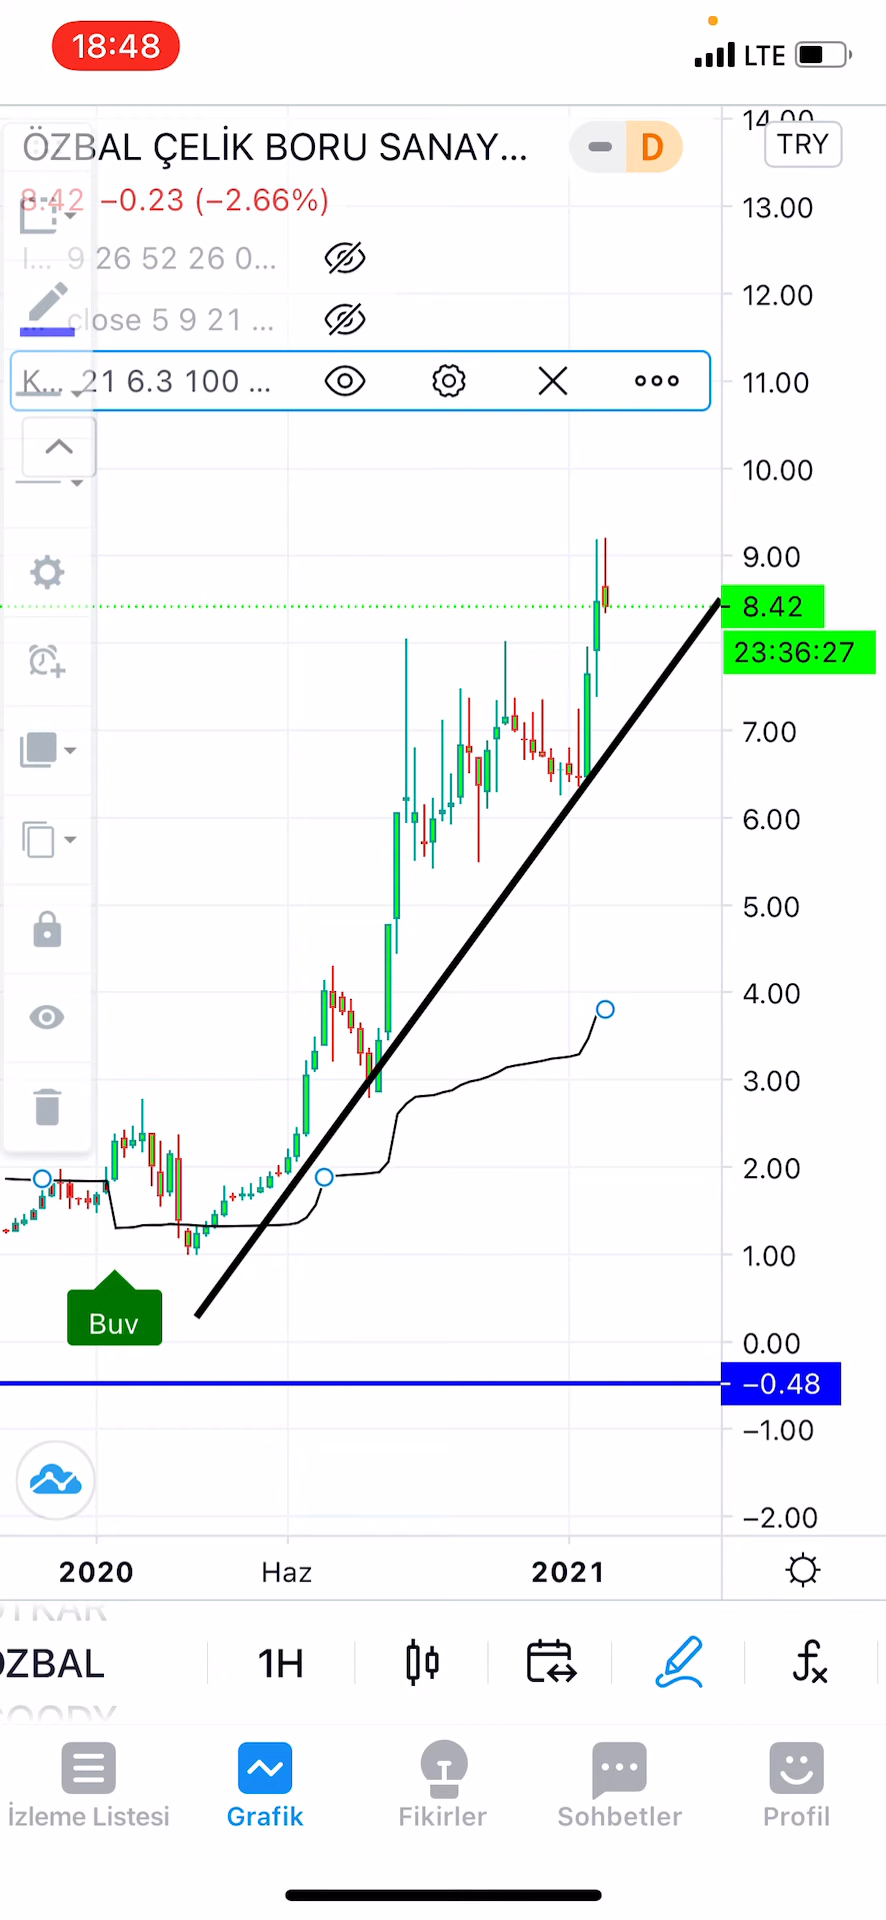 18:48
LTE
ÖZBAL ÇELİK BORU SANAY...
D
TRY
8.42 −0.23 (−2.66%)
I... 9 26 52 26 0...
... close 5 9 21 ...
K... 21 6.3 100 ...
14.00
13.00
12.00
11.00
10.00
9.00
8.42
23:36:27
7.00
6.00
5.00
4.00
3.00
2.00
1.00
0.00
−0.48
−1.00
−2.00
Buy
2020 Haz 2021
OZBAL 1H
GOODY
İzleme Listesi Grafik Fikirler Sohbetler Profil